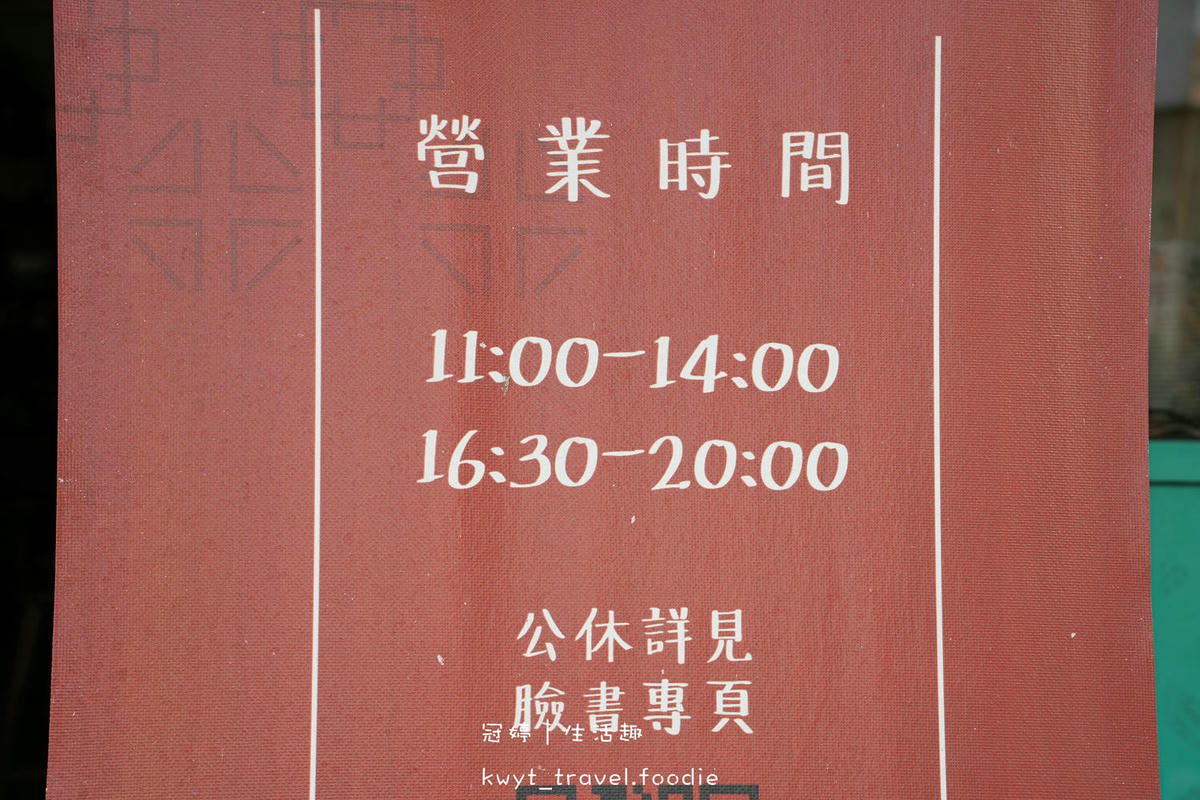 營業時間
11:00-14:00
16:30-20:00
公休詳見
臉書專頁
冠婷|生活趣
kwyt_travel.foodie